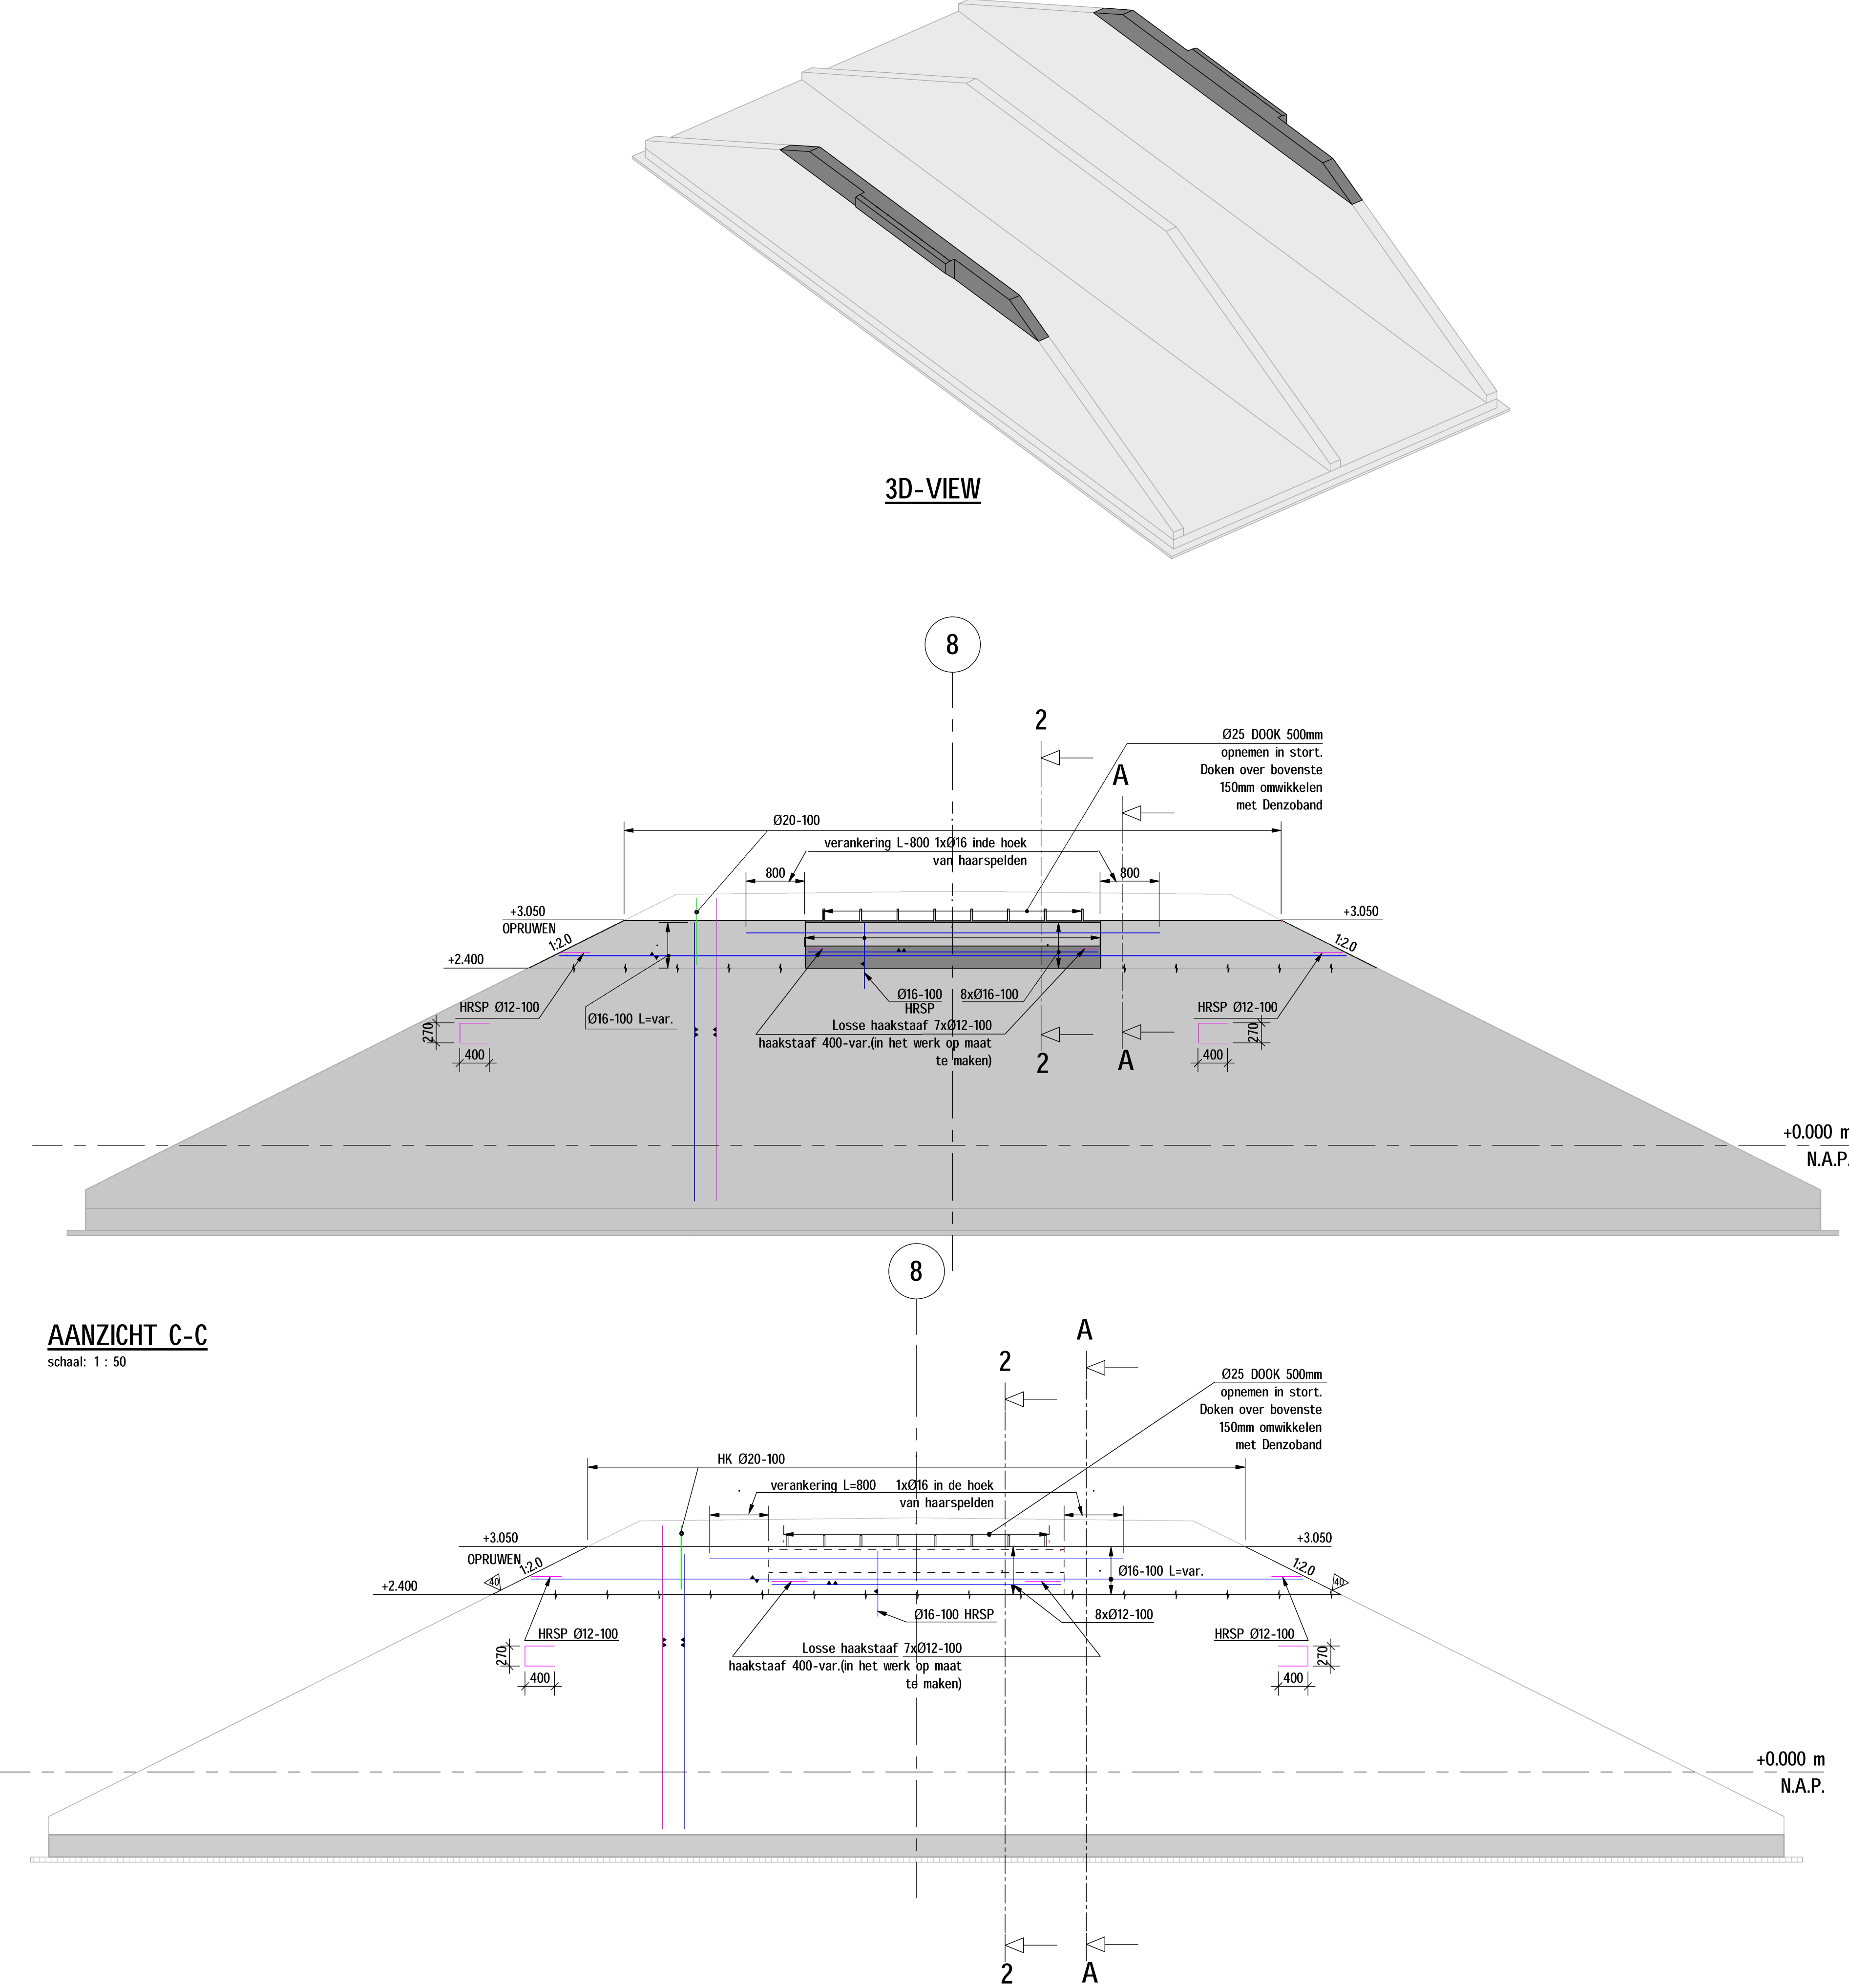 3D-VIEW
8
2
Ø25 DOOK 500mm
opnemen in stort.
Doken over bovenste
150mm omwikkelen
met Denzoband
A
Ø20-100
verankering L-800 1xØ16 inde hoek
van haarspelden
800
800
+3.050
OPRUWEN
+3.050
1:2.0
1:2.0
+2.400
HRSP Ø12-100
Ø16-100 L=var.
Ø16-100
HRSP
8xØ16-100
HRSP Ø12-100
Losse haakstaaf 7xØ12-100
haakstaaf 400-var.(in het werk op maat
te maken)
270
400
270
400
2
A
+0.000 m
N.A.P.
8
AANZICHT C-C
schaal: 1 : 50
A
2
Ø25 DOOK 500mm
opnemen in stort.
Doken over bovenste
150mm omwikkelen
met Denzoband
HK Ø20-100
verankering L=800 1xØ16 in de hoek
van haarspelden
+3.050
OPRUWEN
+3.050
1:2.0
1:2.0
+2.400
40
40
Ø16-100 L=var.
Ø16-100 HRSP
8xØ12-100
HRSP Ø12-100
HRSP Ø12-100
Losse haakstaaf 7xØ12-100
haakstaaf 400-var.(in het werk op maat
te maken)
270
400
270
400
+0.000 m
N.A.P.
2
A